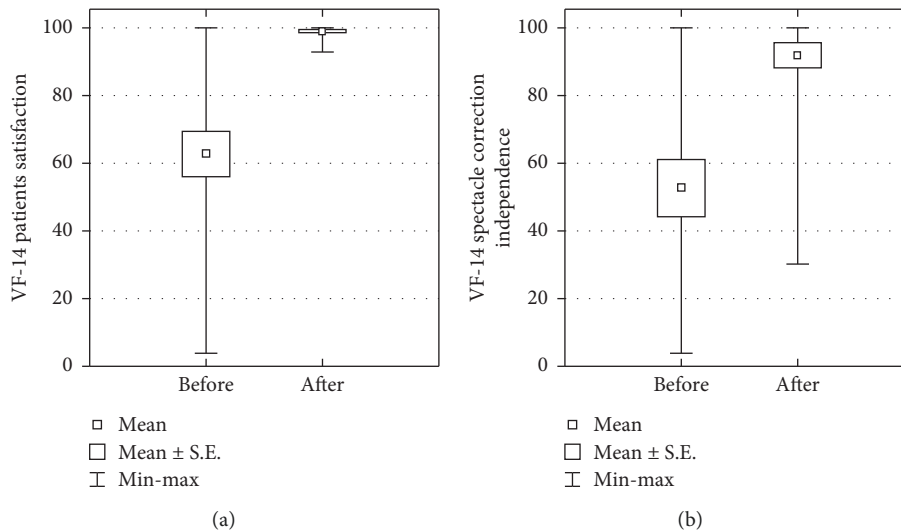 VF-14 patients satisfaction
100
80
60
40
20
0
Before After
Mean
Mean ± S.E.
Min-max
(a)
VF-14 spectacle correction
independence
100
80
60
40
20
0
Before After
Mean
Mean ± S.E.
Min-max
(b)